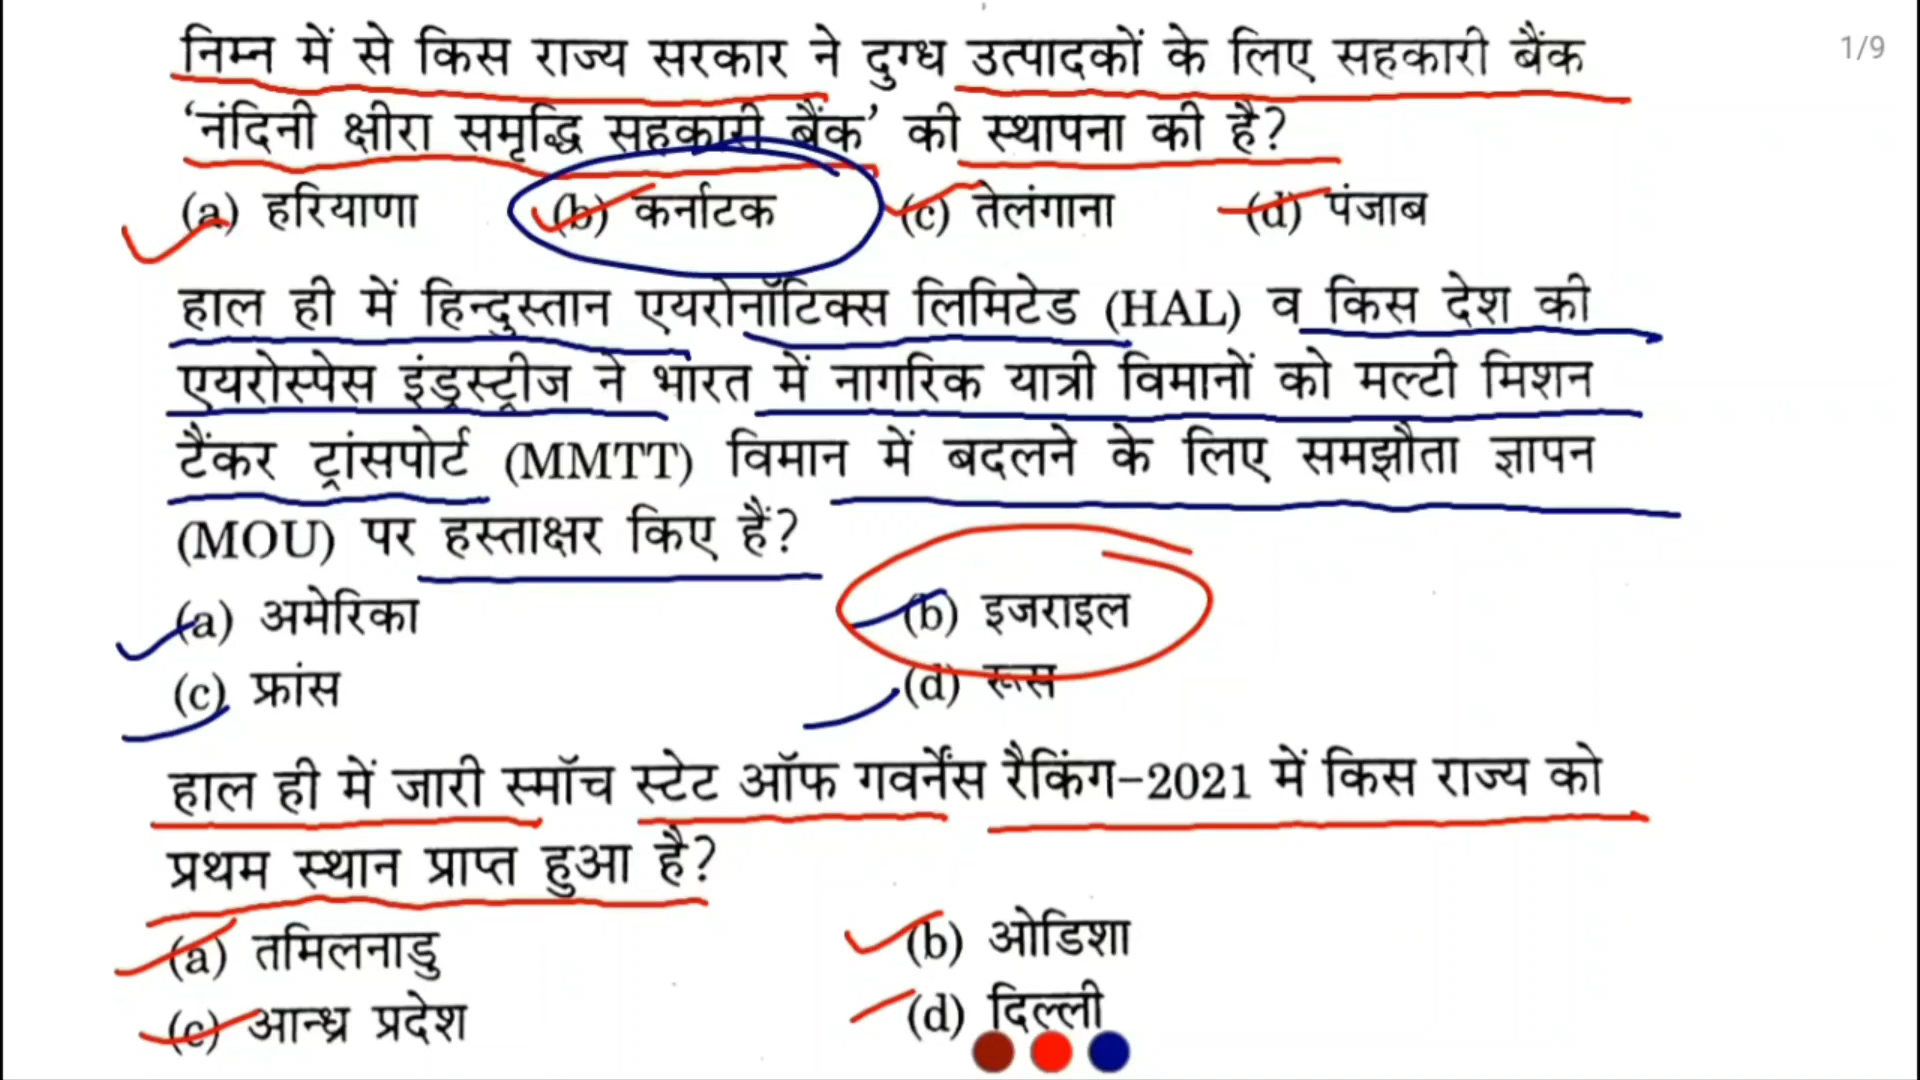 1/9
निम्न में से किस राज्य सरकार ने दुग्ध उत्पादकों के लिए सहकारी बैंक
‘नंदिनी क्षीरा समृद्धि सहकारी बैंक’ की स्थापना की है?
(a) हरियाणा (b) कर्नाटक (c) तेलंगाना (d) पंजाब
हाल ही में हिन्दुस्तान एयरोनॉटिक्स लिमिटेड (HAL) व किस देश की
एयरोस्पेस इंड्रस्ट्रीज ने भारत में नागरिक यात्री विमानों को मल्टी मिशन
टैंकर ट्रांसपोर्ट (MMTT) विमान में बदलने के लिए समझौता ज्ञापन
(MOU) पर हस्ताक्षर किए हैं?
(a) अमेरिका (b) इजराइल
(c) फ्रांस (d) रूस
हाल ही में जारी स्मॉच स्टेट ऑफ गवर्नेंस रैकिंग-2021 में किस राज्य को
प्रथम स्थान प्राप्त हुआ है?
(a) तमिलनाडु (b) ओडिशा
(c) आन्ध्र प्रदेश (d) दिल्ली